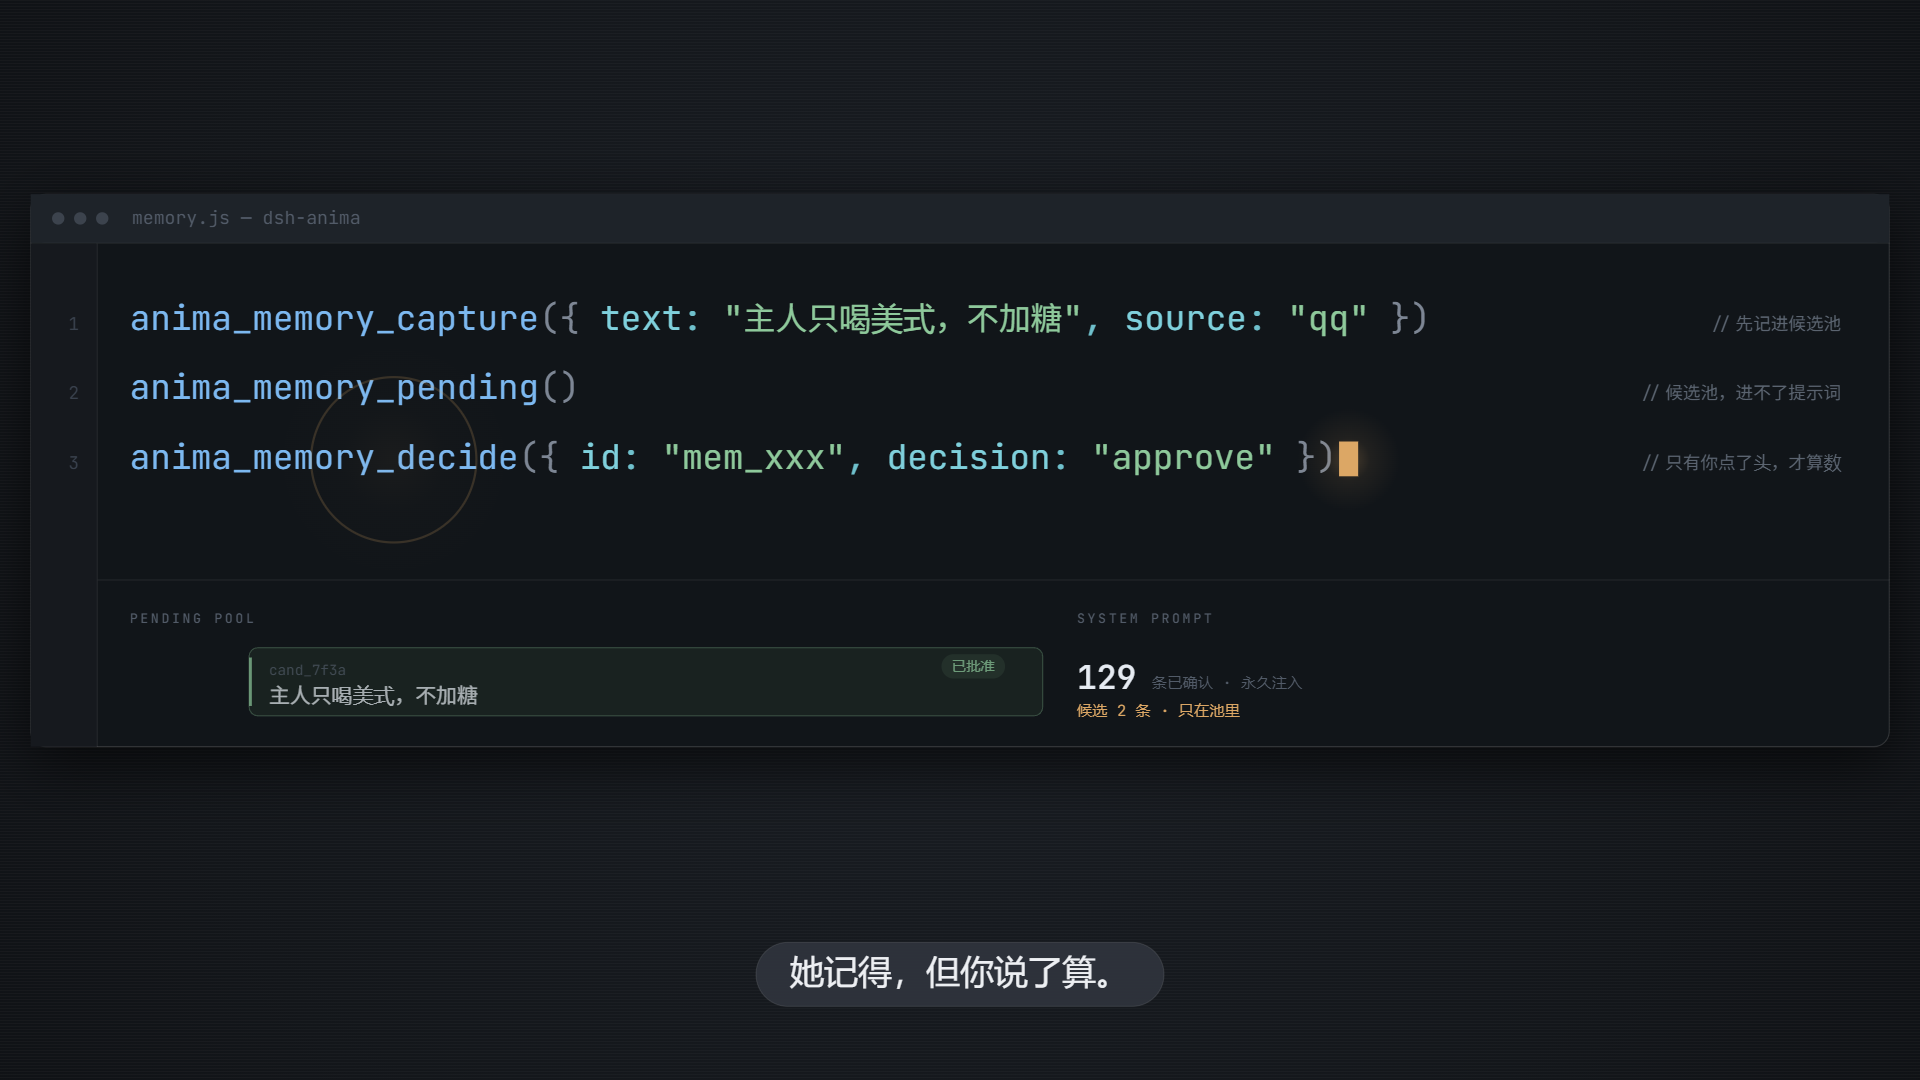 memory.js — dsh-anima
1 anima_memory_capture({ text: "主人只喝美式，不加糖", source: "qq" }) // 先记进候选池
2 anima_memory_pending() // 候选池，进不了提示词
3 anima_memory_decide({ id: "mem_xxx", decision: "approve" }) // 只有你点了头，才算数
PENDING POOL
cand_7f3a
已批准
主人只喝美式，不加糖
SYSTEM PROMPT
129 条已确认 · 永久注入
候选 2 条 · 只在池里
她记得，但你说了算。